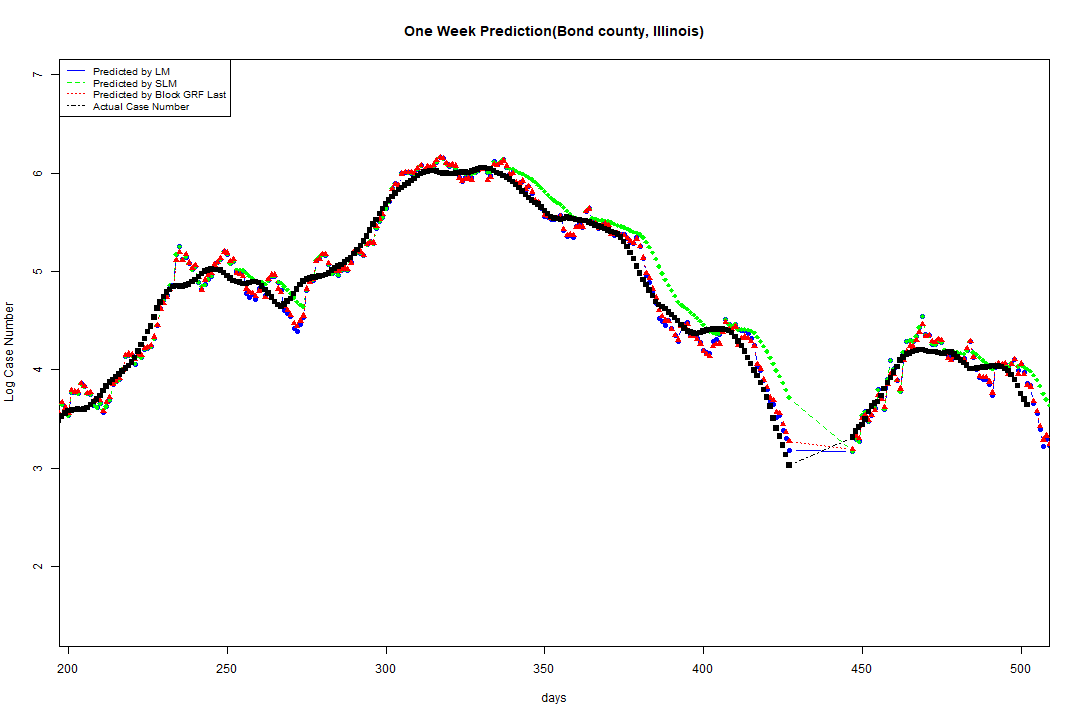 One Week Prediction(Bond county, Illinois)
Predicted by LM
Predicted by SLM
Predicted by Block GRF Last
Actual Case Number
Log Case Number
7
6
5
4
3
2
200 250 300 350 400 450 500
days